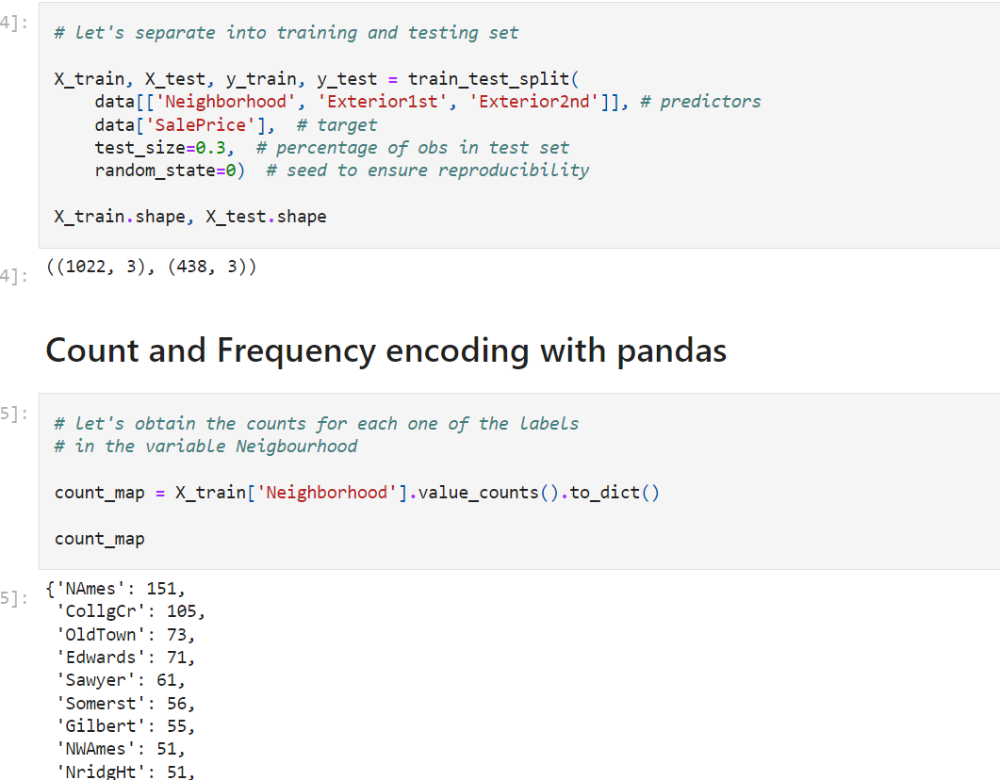 4]:
# let's separate into training and testing set
X_train, X_test, y_train, y_test = train_test_split(
    data[['Neighborhood', 'Exterior1st', 'Exterior2nd']], # predictors
    data['SalePrice'],  # target
    test_size=0.3,  # percentage of obs in test set
    random_state=0)  # seed to ensure reproducibility
X_train.shape, X_test.shape
4]:
((1022, 3), (438, 3))
Count and Frequency encoding with pandas
5]:
# let's obtain the counts for each one of the labels
# in the variable Neigbourhood
count_map = X_train['Neighborhood'].value_counts().to_dict()
count_map
5]:
{'NAmes': 151,
 'CollgCr': 105,
 'OldTown': 73,
 'Edwards': 71,
 'Sawyer': 61,
 'Somerst': 56,
 'Gilbert': 55,
 'NWAmes': 51,
 'NridgHt': 51,